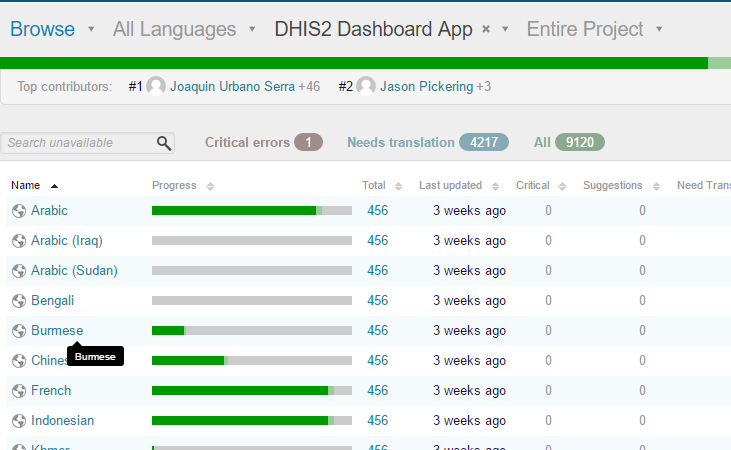 Browse All Languages DHIS2 Dashboard App × Entire Project
Top contributors: #1 Joaquin Urbano Serra +46 #2 Jason Pickering +3
Search unavailable Critical errors 1 Needs translation 4217 All 9120
Name Progress Total Last updated Critical Suggestions Need Trans
Arabic 456 3 weeks ago 0 0
Arabic (Iraq) 456 3 weeks ago 0 0
Arabic (Sudan) 456 3 weeks ago 0 0
Bengali 456 3 weeks ago 0 0
Burmese 456 3 weeks ago 0 0
Burmese
Chines 456 3 weeks ago 0 0
French 456 3 weeks ago 0 0
Indonesian 456 3 weeks ago 0 0
Khmer